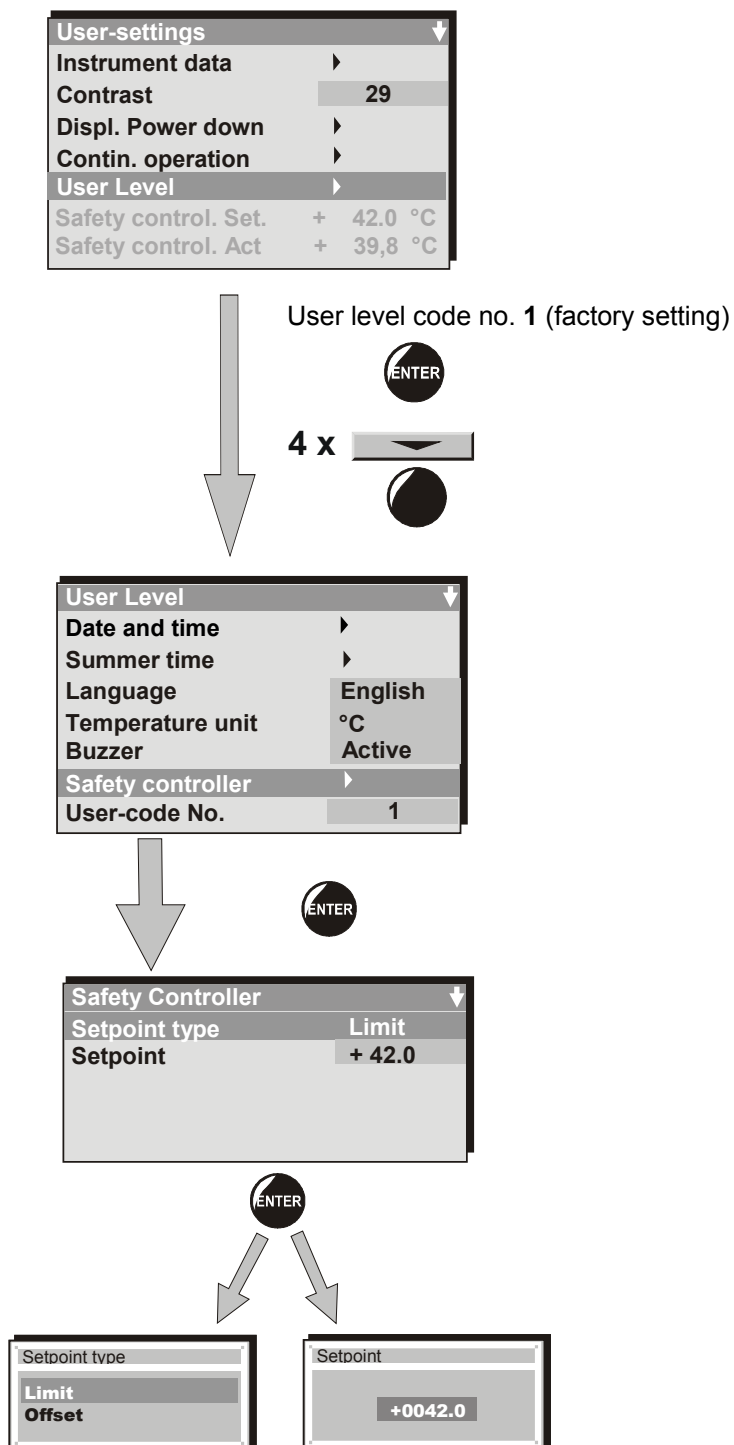 User-settings
Instrument data
Contrast 29
Displ. Power down
Contin. operation
User Level
Safety control. Set. + 42.0 °C
Safety control. Act + 39,8 °C
User level code no. 1 (factory setting)
ENTER
4 x
User Level
Date and time
Summer time
Language English
Temperature unit °C
Buzzer Active
Safety controller
User-code No. 1
ENTER
Safety Controller
Setpoint type Limit
Setpoint + 42.0
ENTER
Setpoint type
Limit
Offset
Setpoint
+0042.0